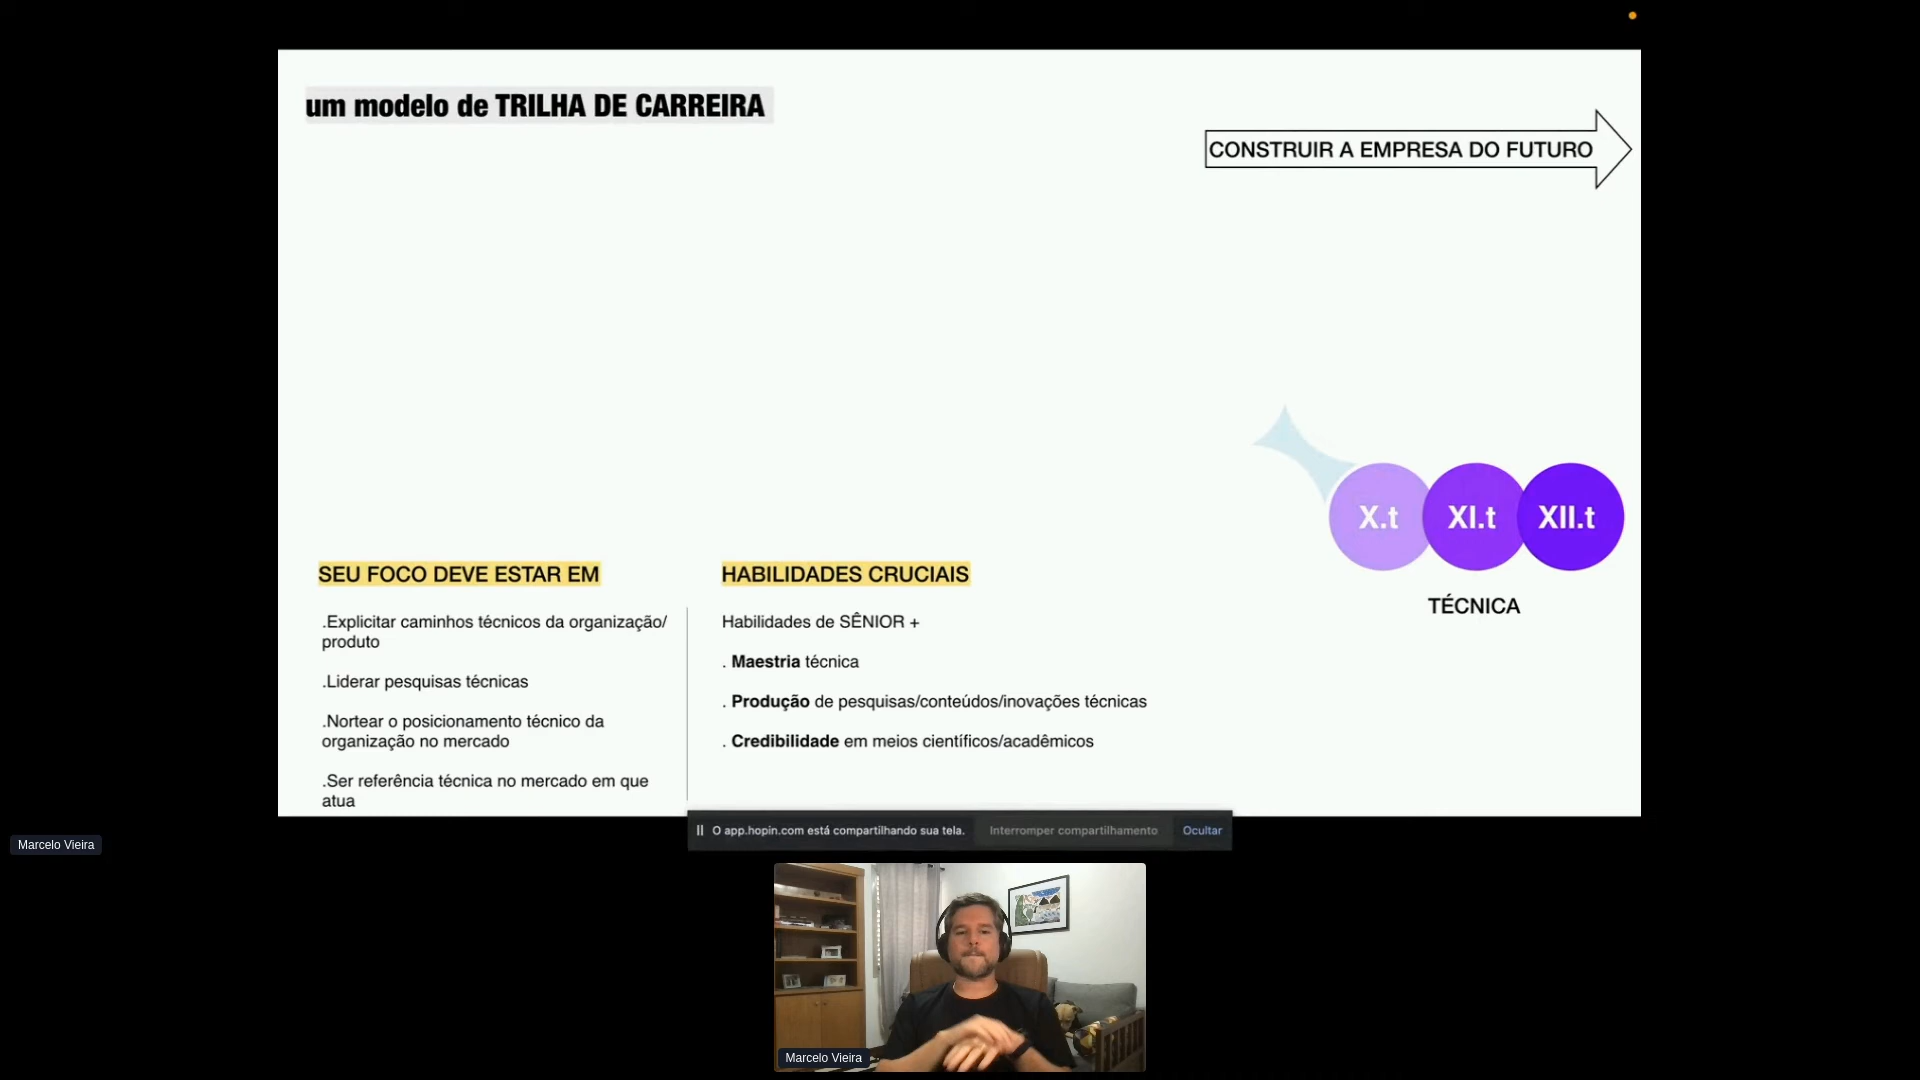 um modelo de TRILHA DE CARREIRA
CONSTRUIR A EMPRESA DO FUTURO
X.t
XI.t
XII.t
TÉCNICA
SEU FOCO DEVE ESTAR EM
.Explicitar caminhos técnicos da organização/
produto
.Liderar pesquisas técnicas
.Nortear o posicionamento técnico da
organização no mercado
.Ser referência técnica no mercado em que
atua
HABILIDADES CRUCIAIS
Habilidades de SÊNIOR +
. Maestria técnica
. Produção de pesquisas/conteúdos/inovações técnicas
. Credibilidade em meios científicos/acadêmicos
O app.hopin.com está compartilhando sua tela.
Interromper compartilhamento
Ocultar
Marcelo Vieira
Marcelo Vieira